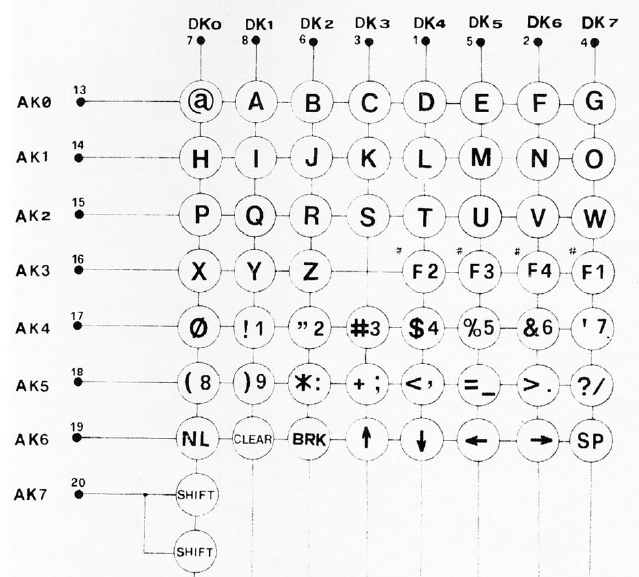 DK0 DK1 DK2 DK3 DK4 DK5 DK6 DK7
7 8 6 3 1 5 2 4
AK0 13 @ A B C D E F G
AK1 14 H I J K L M N O
AK2 15 P Q R S T U V W
AK3 16 X Y Z # F2 # F3 # F4 # F1
AK4 17 Ø !1 "2 #3 $4 %5 &6 '7
AK5 18 (8 )9 *: +; <, =_ >. ?/
AK6 19 NL CLEAR BRK ↑ ↓ ← → SP
AK7 20 SHIFT
SHIFT